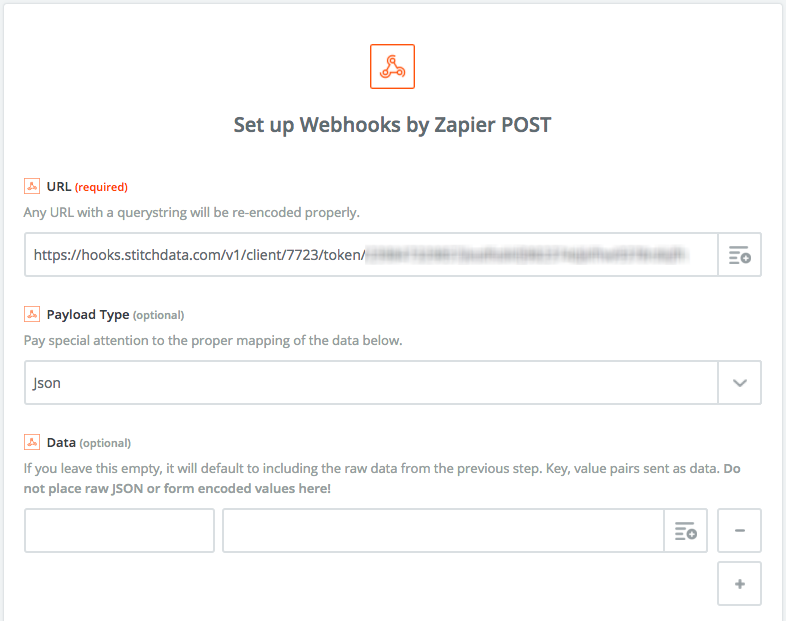 Set up Webhooks by Zapier POST
URL (required)
Any URL with a querystring will be re-encoded properly.
https://hooks.stitchdata.com/v1/client/7723/token/
Payload Type (optional)
Pay special attention to the proper mapping of the data below.
Json
Data (optional)
If you leave this empty, it will default to including the raw data from the previous step. Key, value pairs sent as data. Do
not place raw JSON or form encoded values here!